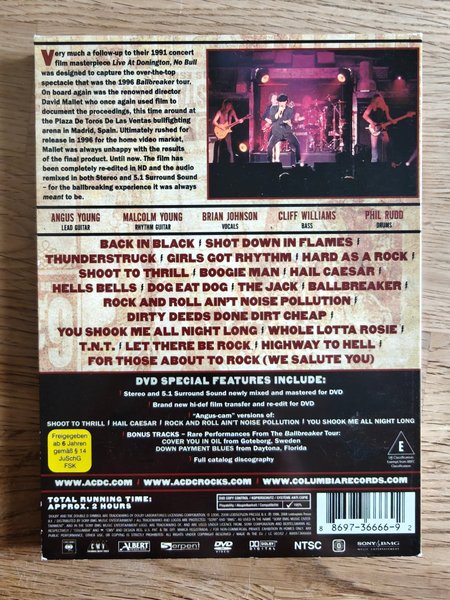 Very much a follow-up to their 1991 concert
film masterpiece Live At Donington, No Bull
was designed to capture the over-the-top
spectacle that was the 1996 Ballbreaker tour.
On board again was the renowned director
David Mallet who once again used film to
document the proceedings, this time around at
the Plaza De Toros De Las Ventas bullfighting
arena in Madrid, Spain. Ultimately rushed for
release in 1996 for the home video market,
Mallet was always unhappy with the results
of the final product. Until now. The film has
been completely re-edited in HD and the audio
remixed in both Stereo and 5.1 Surround Sound
– for the ballbreaking experience it was always
meant to be.
ANGUS YOUNG MALCOLM YOUNG BRIAN JOHNSON CLIFF WILLIAMS PHIL RUDD
LEAD GUITAR RHYTHM GUITAR VOCALS BASS DRUMS
BACK IN BLACK SHOT DOWN IN FLAMES
THUNDERSTRUCK GIRLS GOT RHYTHM HARD AS A ROCK
SHOOT TO THRILL BOOGIE MAN HAIL CAESAR
HELLS BELLS DOG EAT DOG THE JACK BALLBREAKER
ROCK AND ROLL AIN'T NOISE POLLUTION
DIRTY DEEDS DONE DIRT CHEAP
YOU SHOOK ME ALL NIGHT LONG WHOLE LOTTA ROSIE
T.N.T. LET THERE BE ROCK HIGHWAY TO HELL
FOR THOSE ABOUT TO ROCK (WE SALUTE YOU)
DVD SPECIAL FEATURES INCLUDE:
Stereo and 5.1 Surround Sound newly mixed and mastered for DVD
Brand new hi-def film transfer and re-edit for DVD
"Angus-cam" versions of:
SHOOT TO THRILL HAIL CAESAR ROCK AND ROLL AIN'T NOISE POLLUTION YOU SHOOK ME ALL NIGHT LONG
BONUS TRACKS – Rare Performances From The Ballbreaker Tour:
COVER YOU IN OIL from Goteborg, Sweden
DOWN PAYMENT BLUES from Daytona, Florida
Full catalog discography
Freigegeben
ab 6 Jahren
gemäß § 14
JuSchG
FSK
E
WWW.ACDC.COM WWW.ACDCROCKS.COM WWW.COLUMBIARECORDS.COM
TOTAL RUNNING TIME:
APPROX. 2 HOURS
8 8697-36666-9 2
CMV ALBERT serpent DVD VIDEO DOLBY DIGITAL NTSC 0 SONY BMG
MUSIC ENTERTAINMENT